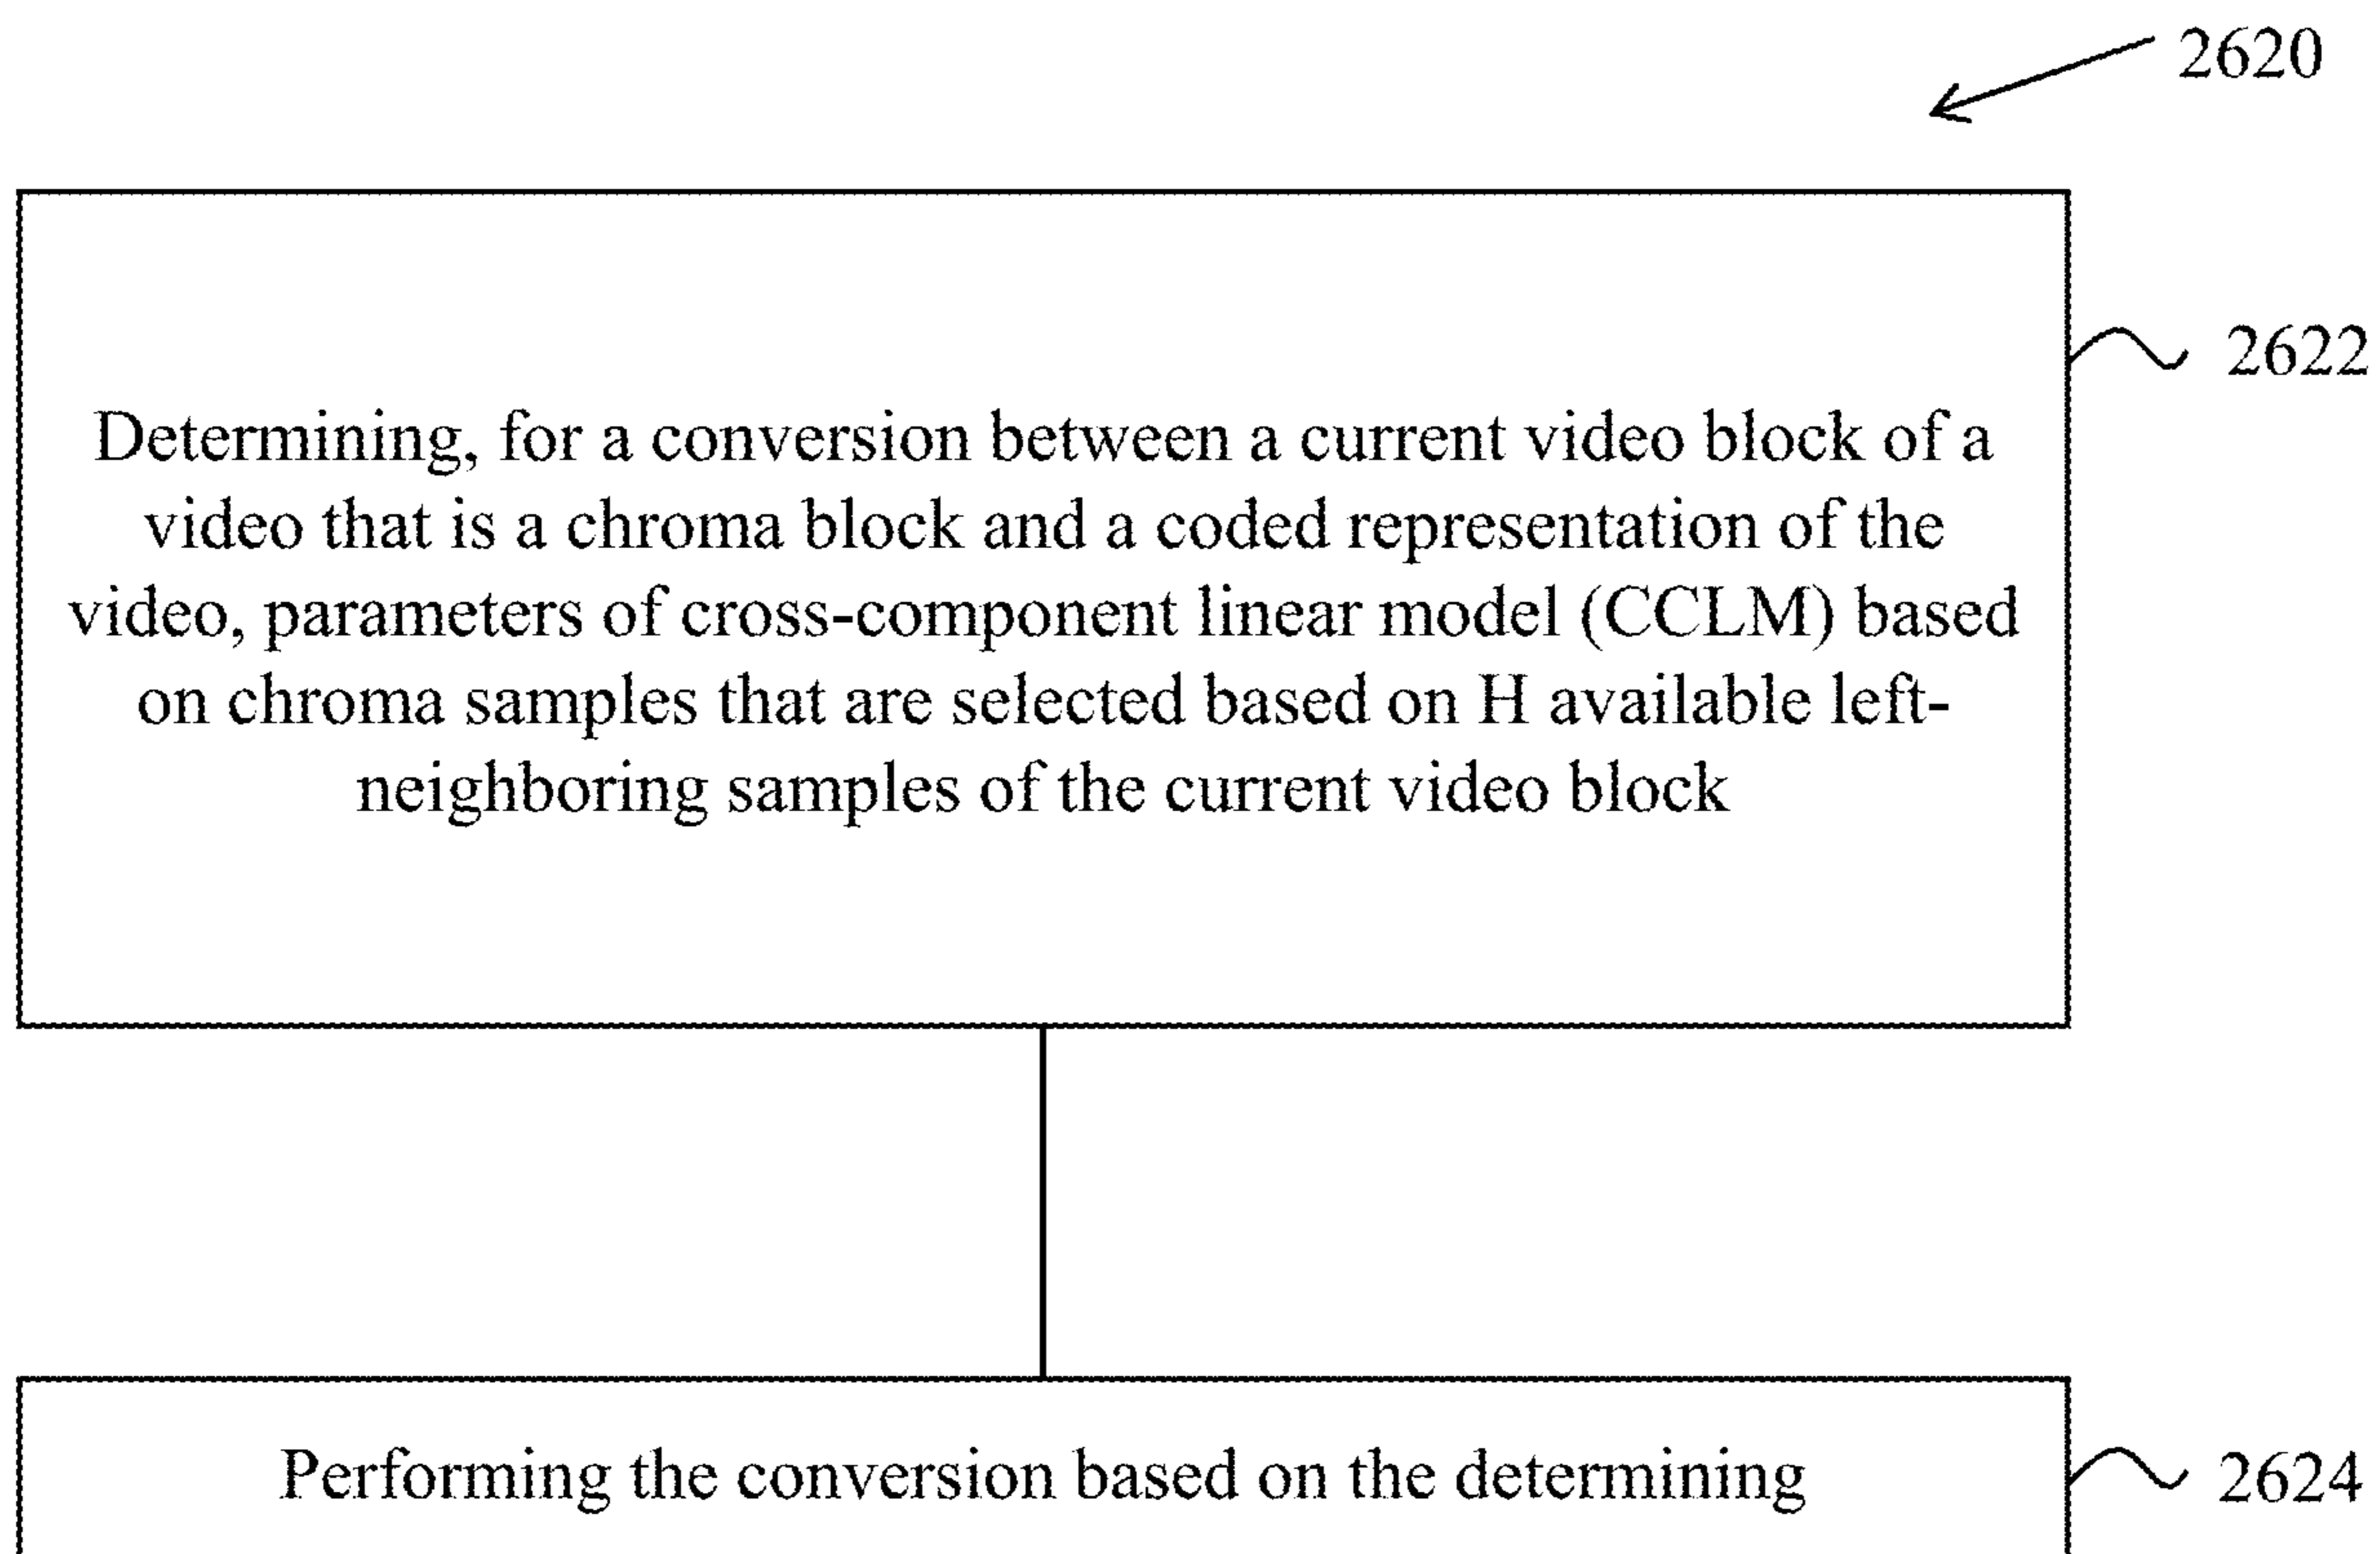 2620
2622
Determining, for a conversion between a current video block of a
video that is a chroma block and a coded representation of the
video, parameters of cross-component linear model (CCLM) based
on chroma samples that are selected based on H available left-
neighboring samples of the current video block
Performing the conversion based on the determining
2624